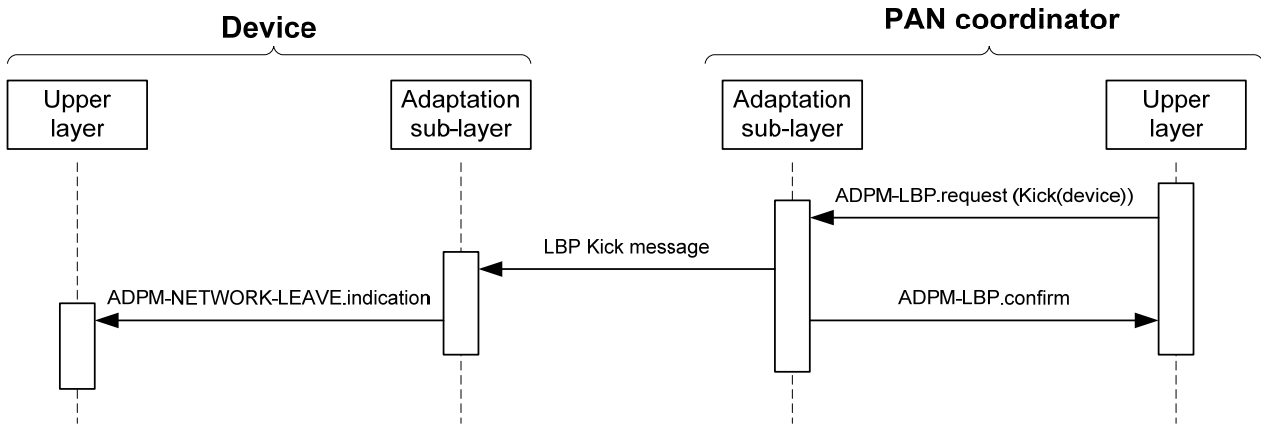 Device
PAN coordinator
Upper
layer
Adaptation
sub-layer
Adaptation
sub-layer
Upper
layer
ADPM-LBP.request (Kick(device))
LBP Kick message
ADPM-NETWORK-LEAVE.indication
ADPM-LBP.confirm